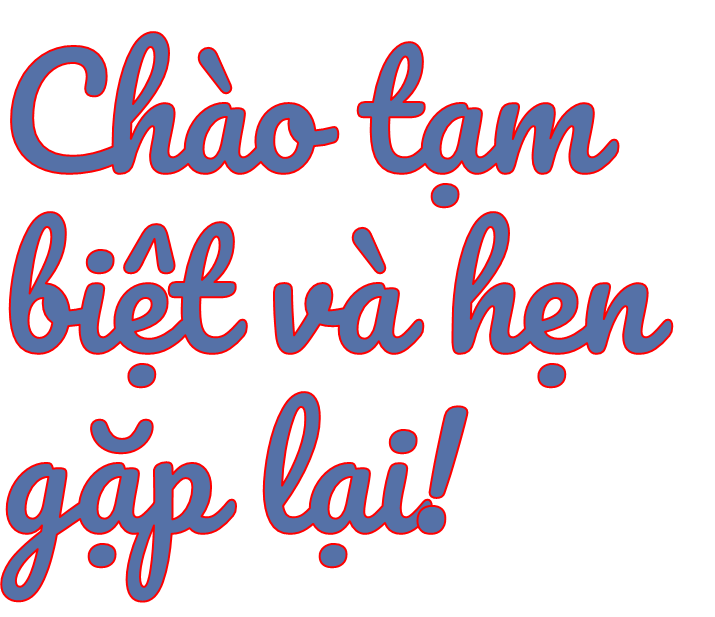 Chào tạm
biệt và hẹn
gặp lại!